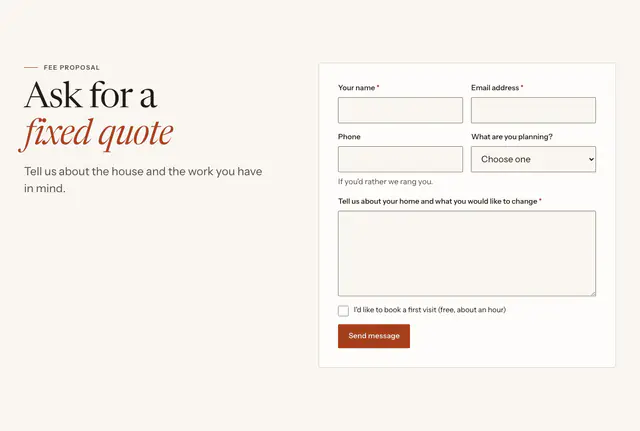 FEE PROPOSAL
Ask for a
fixed quote
Tell us about the house and the work you have
in mind.
Your name *
Email address *
Phone
What are you planning?
Choose one
If you'd rather we rang you.
Tell us about your home and what you would like to change *
I'd like to book a first visit (free, about an hour)
Send message